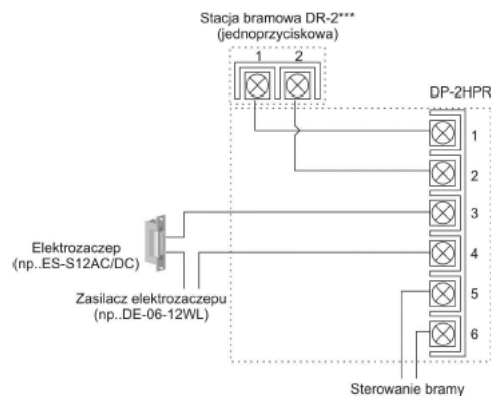 Stacja bramowa DR-2***
(jednoprzyciskowa)
1 2
DP-2HPR
1
2
3
4
5
6
Elektrozaczep
(np..ES-S12AC/DC)
Zasilacz elektrozaczepu
(np..DE-06-12WL)
Sterowanie bramy